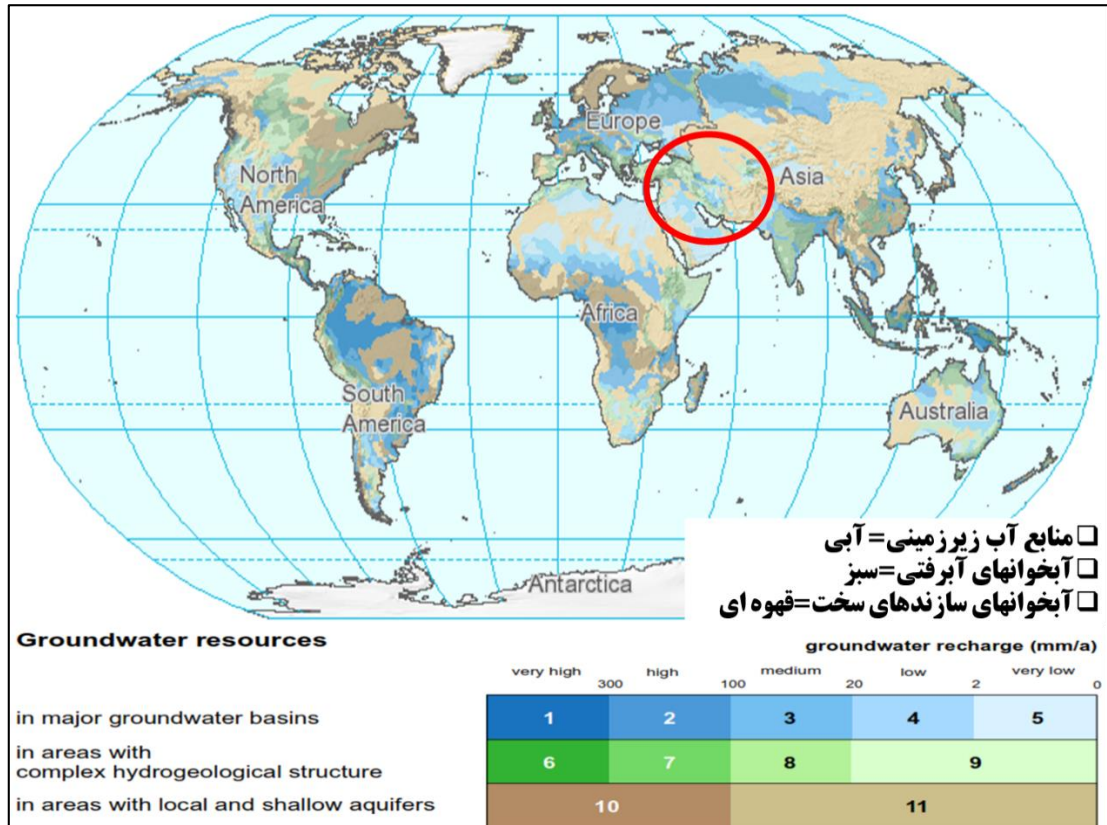 Europe
North
America
Asia
Africa
South
America
Australia
Antarctica
❑منابع آب زیرزمینی=آبی
❑آبخوانهای آبرفتی=سبز
❑آبخوانهای سازندهای سخت=قهوه ای
Groundwater resources
groundwater recharge (mm/a)
very high high medium low very low
300 100 20 2 0
in major groundwater basins 1 2 3 4 5
in areas with
complex hydrogeological structure 6 7 8 9
in areas with local and shallow aquifers 10 11